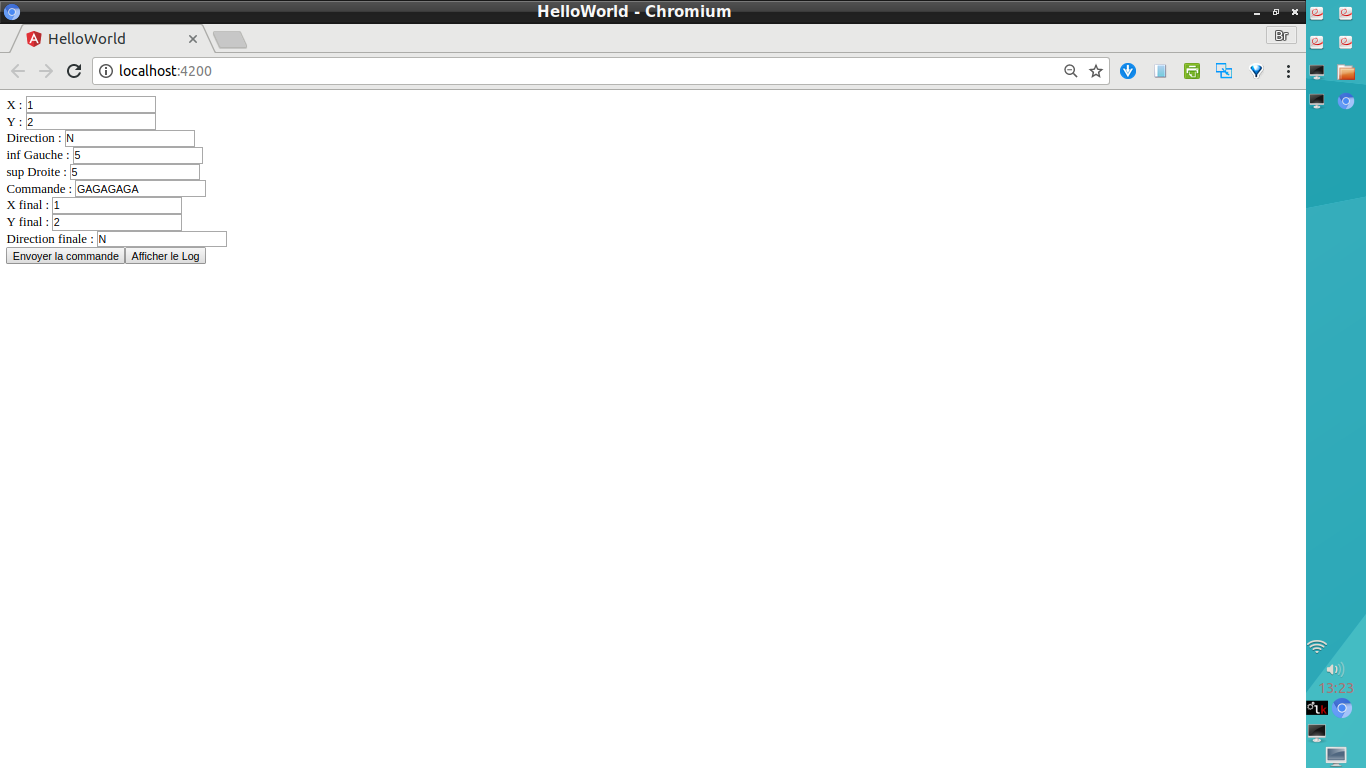 HelloWorld - Chromium
HelloWorld
Br
localhost:4200
X : 1
Y : 2
Direction : N
inf Gauche : 5
sup Droite : 5
Commande : GAGAGAGA
X final : 1
Y final : 2
Direction finale : N
Envoyer la commande Afficher le Log
13:23